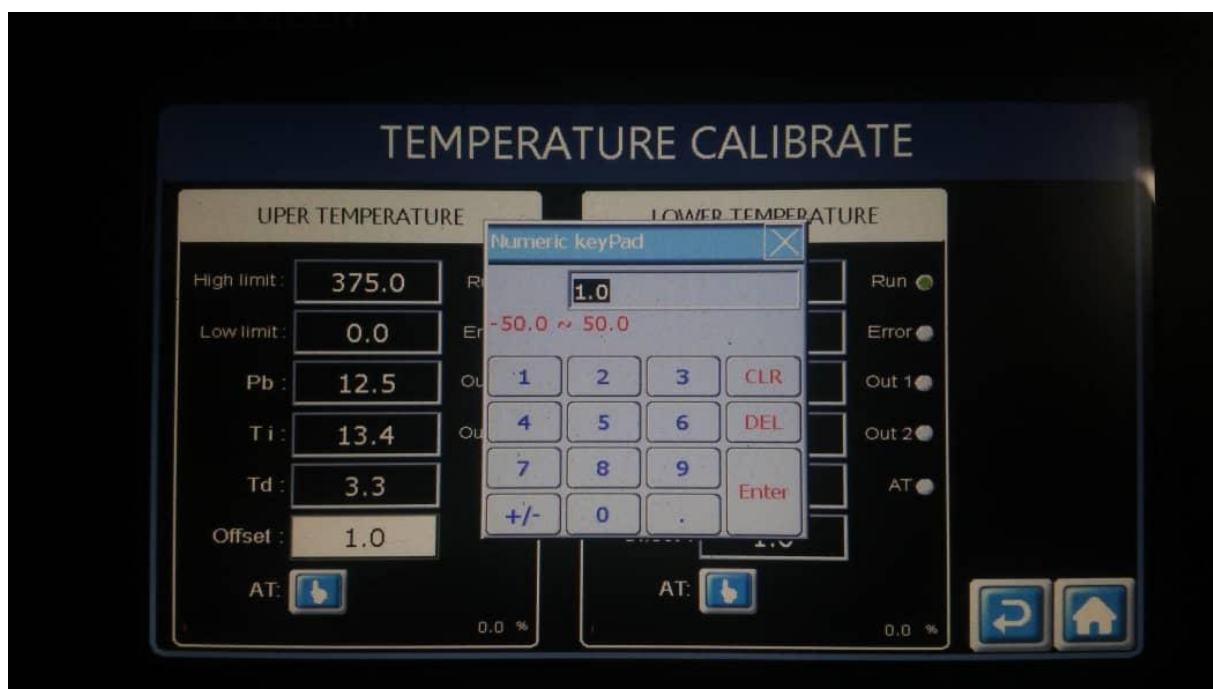 TEMPERATURE CALIBRATE
UPER TEMPERATURE
High limit : 375.0
Low limit : 0.0
Pb : 12.5
Ti : 13.4
Td : 3.3
Offset : 1.0
AT:
0.0 %
Numeric keyPad
1.0
-50.0 ~ 50.0
1 2 3 CLR
4 5 6 DEL
7 8 9 Enter
+/- 0 .
LOWER TEMPERATURE
Run
Error
Out 1
Out 2
AT
AT:
0.0 %